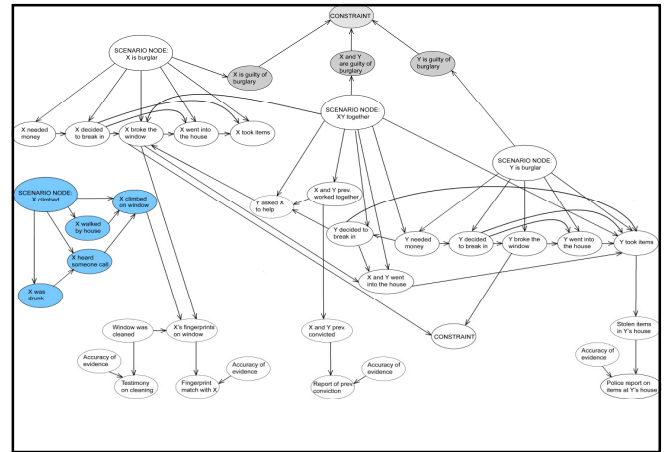 CONSTRAINT
SCENARIO NODE:
X is burglar
X is guilty of
burglary
X and Y
are guilty of
burglary
Y is guilty of
burglary
SCENARIO NODE:
XY together
X needed
money
X decided
to break in
X broke the
window
X went into
the house
X took items
SCENARIO NODE:
Y is burglar
SCENARIO NODE:
X climbed
X climbed
on window
X and Y prev.
worked together
Y asked X
to help
X walked
by house
Y decided to
break in
Y needed
money
Y decided
to break in
Y broke the
window
Y went into
the house
Y took items
X heard
someone call
X and Y went
into the house
X was
drunk
Window was
cleaned
X's fingerprints
on window
X and Y prev.
convicted
CONSTRAINT
Stolen items
in Y's house
Accuracy of
evidence
Testimony
on cleaning
Fingerprint
match with X
Accuracy of
evidence
Report of prev.
conviction
Accuracy of
evidence
Accuracy of
evidence
Police report on
items at Y's house